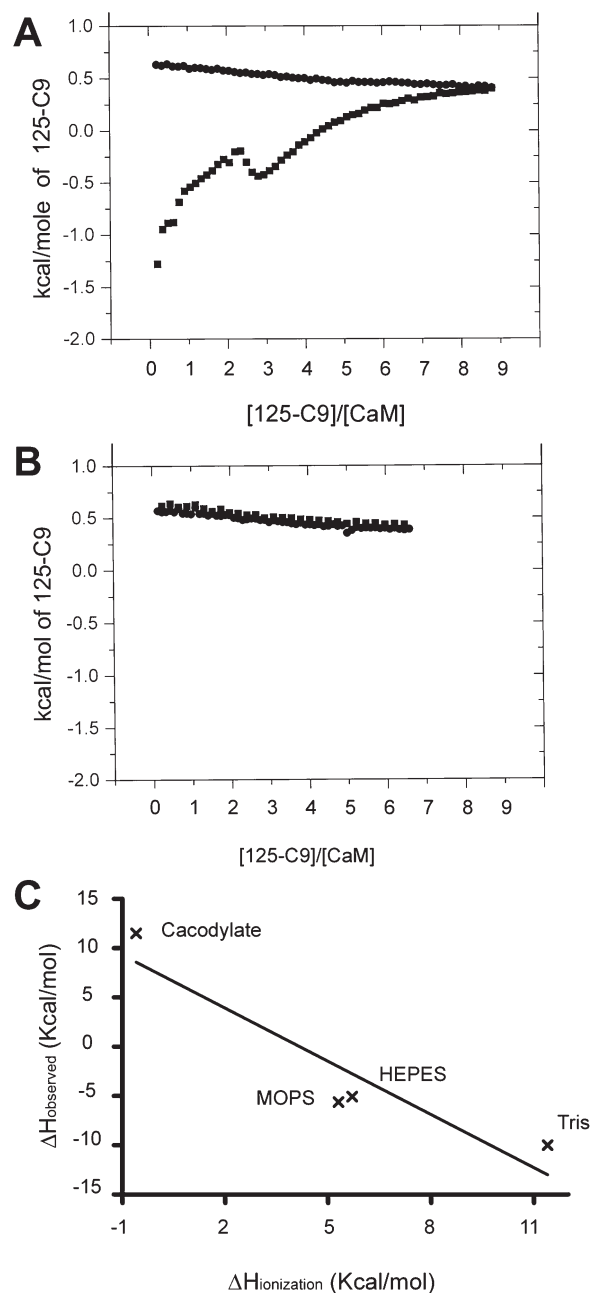 A
1.0
0.5
0.0
-0.5
-1.0
-1.5
-2.0
kcal/mole of 125-C9
0 1 2 3 4 5 6 7 8 9
[125-C9]/[CaM]
B
1.0
0.5
0.0
-0.5
-1.0
-1.5
-2.0
kcal/mol of 125-C9
0 1 2 3 4 5 6 7 8 9
[125-C9]/[CaM]
C
15
10
5
0
-5
-10
-15
ΔHobserved (Kcal/mol)
Cacodylate
HEPES
MOPS
Tris
-1 2 5 8 11
ΔHionization (Kcal/mol)